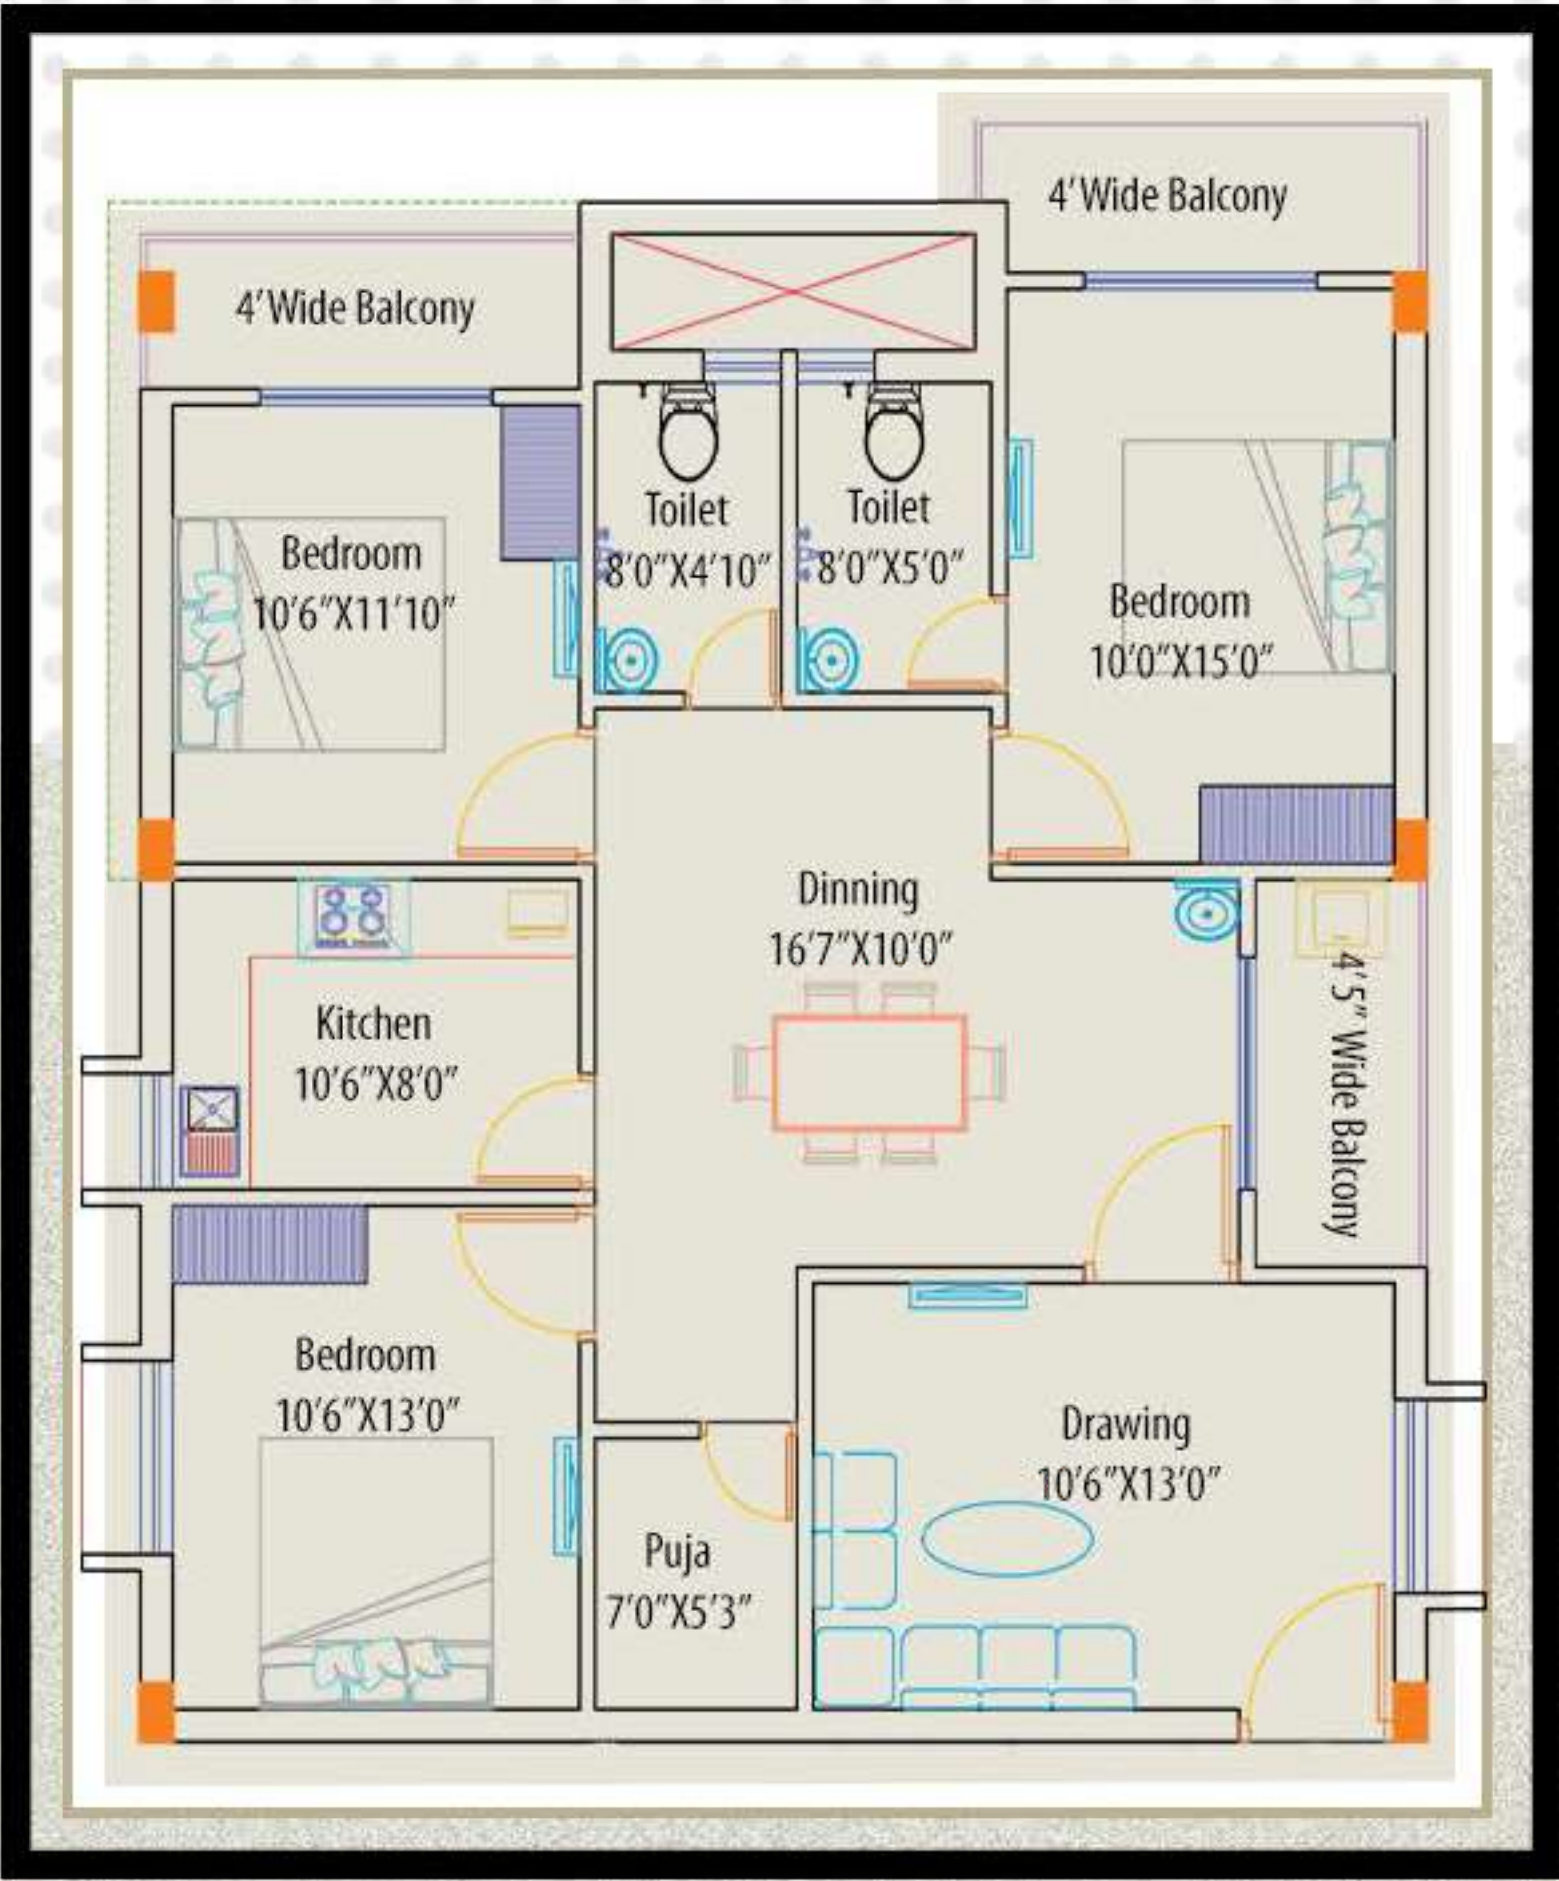 4' Wide Balcony
4' Wide Balcony
Toilet
8'0"X4'10"
Toilet
8'0"X5'0"
Bedroom
10'6"X11'10"
Bedroom
10'0"X15'0"
Dinning
16'7"X10'0"
4'5" Wide Balcony
Kitchen
10'6"X8'0"
Bedroom
10'6"X13'0"
Drawing
10'6"X13'0"
Puja
7'0"X5'3"